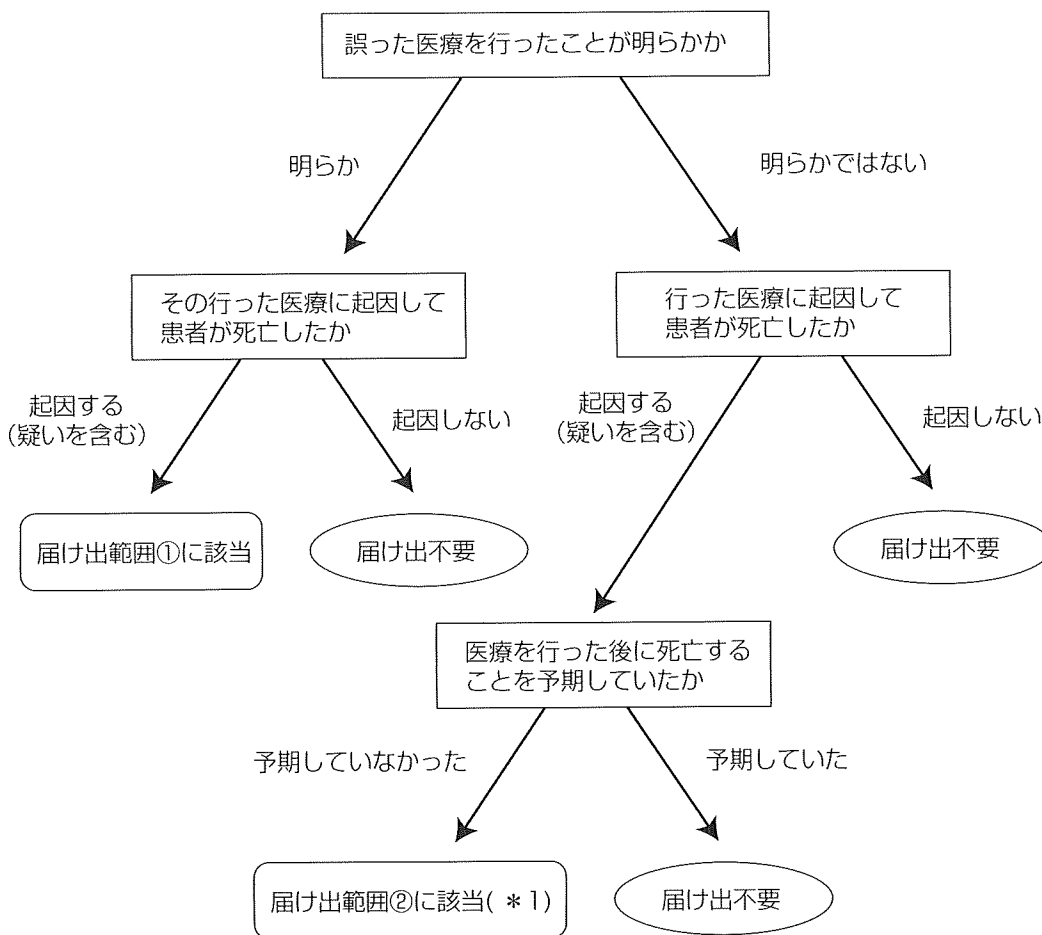 誤った医療を行ったことが明らかか
明らか
明らかではない
その行った医療に起因して
患者が死亡したか
行った医療に起因して
患者が死亡したか
起因する
(疑いを含む)
起因しない
起因する
(疑いを含む)
起因しない
届け出範囲①に該当
届け出不要
届け出不要
医療を行った後に死亡する
ことを予期していたか
予期していなかった
予期していた
届け出範囲②に該当(＊1)
届け出不要